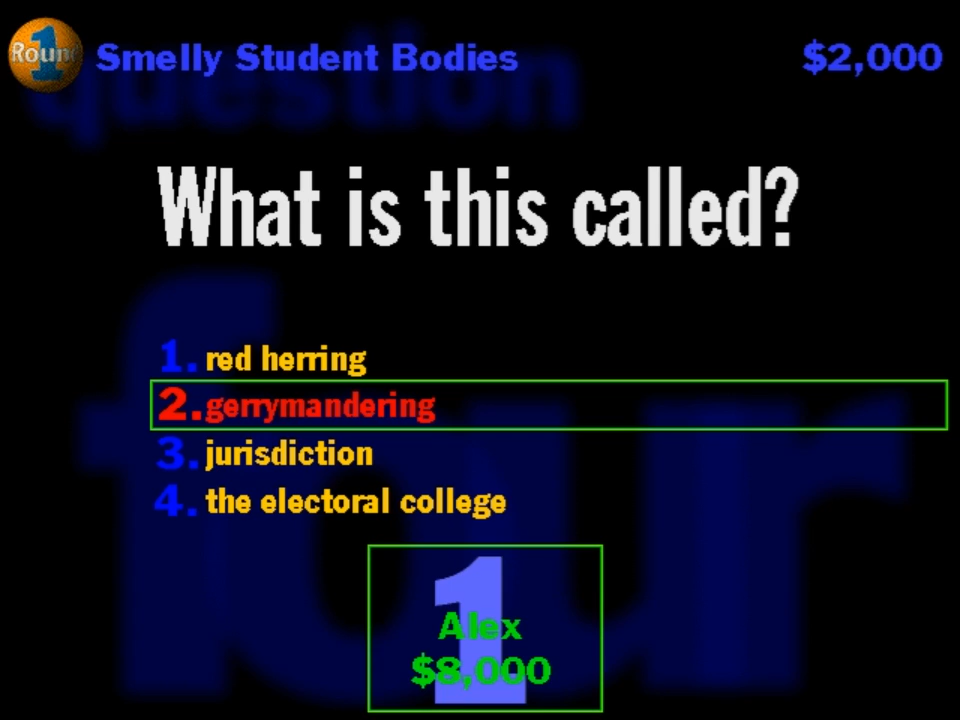 Round 1
Smelly Student Bodies
$2,000
question
What is this called?
four
1. red herring
2. gerrymandering
3. jurisdiction
4. the electoral college
1
Alex
$8,000